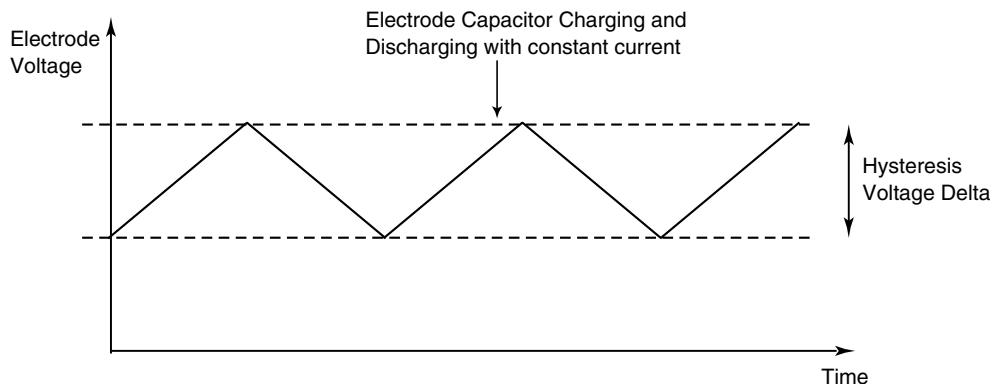 Electrode Capacitor Charging and
Discharging with constant current
Electrode
Voltage
Hysteresis
Voltage Delta
Time